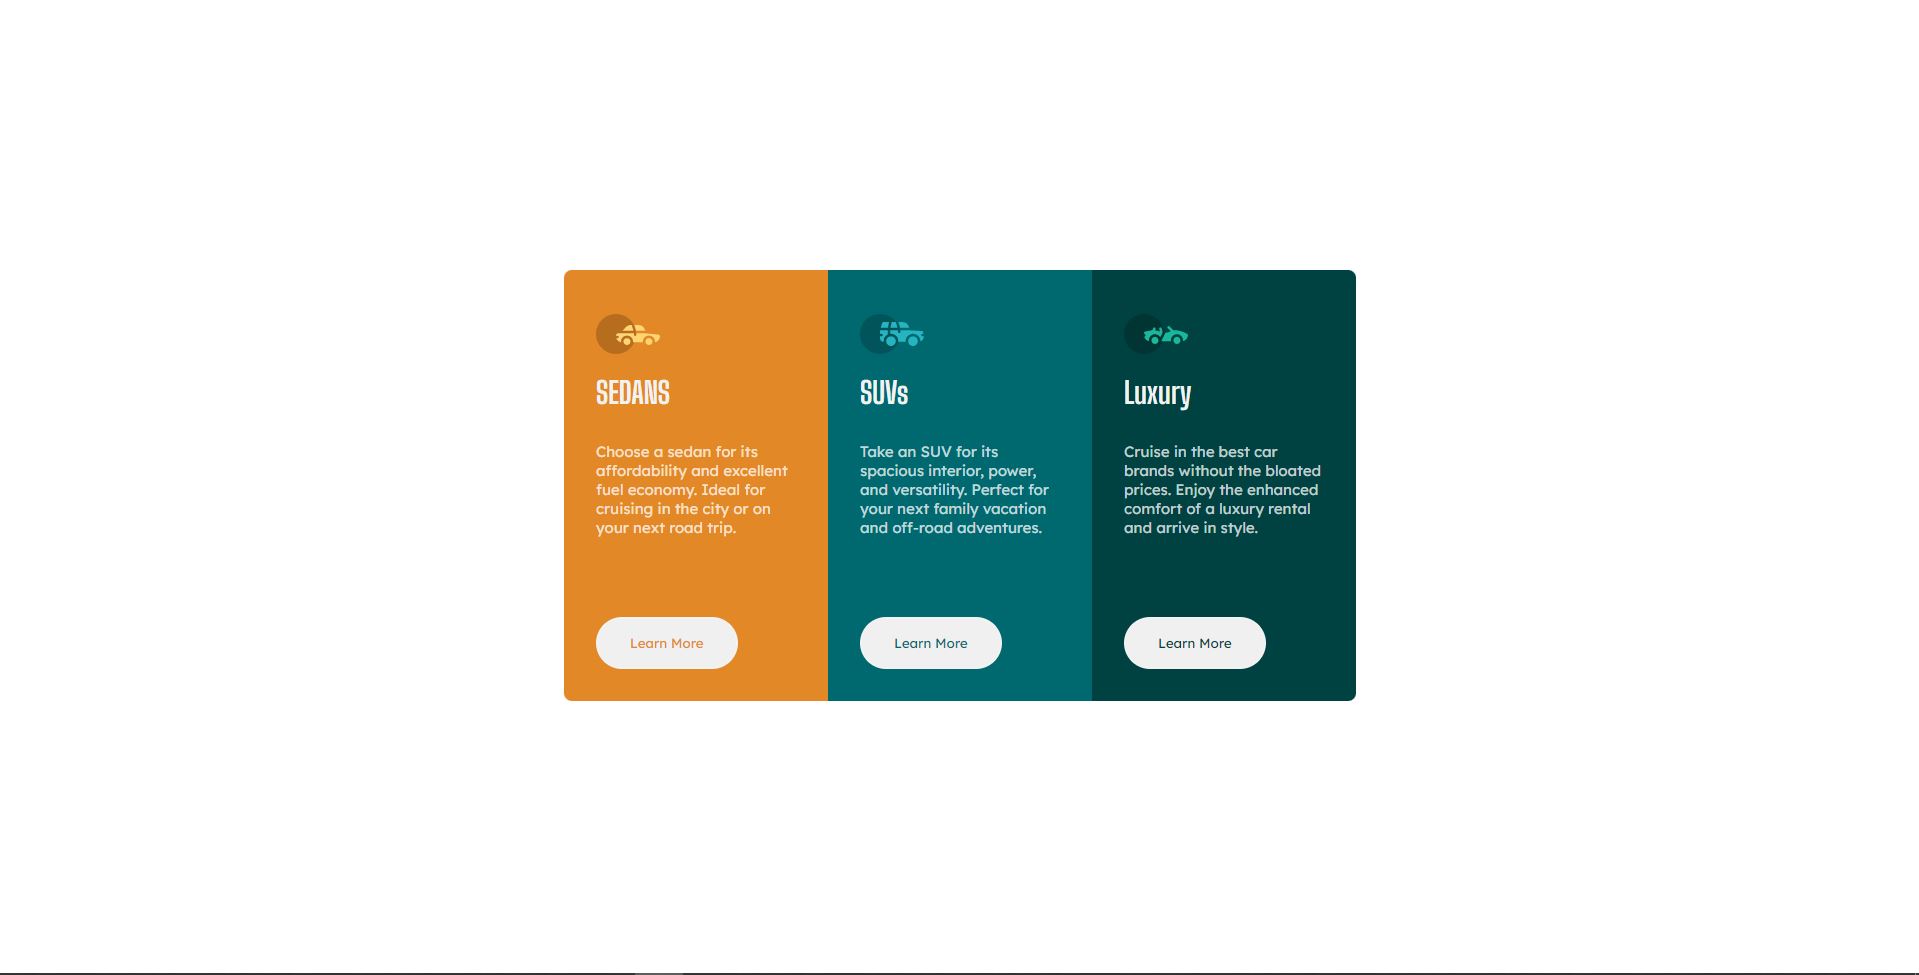 SEDANS
Choose a sedan for its
affordability and excellent
fuel economy. Ideal for
cruising in the city or on
your next road trip.
Learn More
SUVs
Take an SUV for its
spacious interior, power,
and versatility. Perfect for
your next family vacation
and off-road adventures.
Learn More
Luxury
Cruise in the best car
brands without the bloated
prices. Enjoy the enhanced
comfort of a luxury rental
and arrive in style.
Learn More